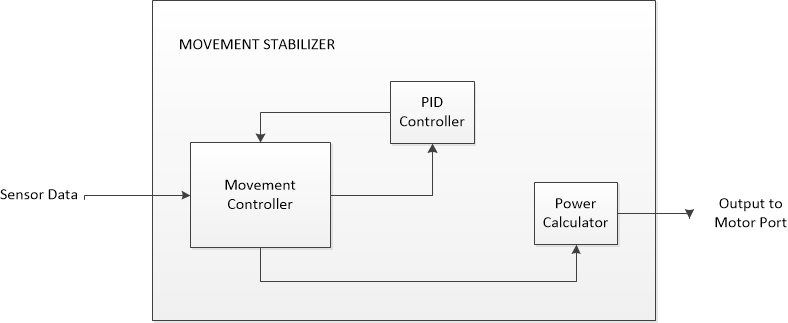 MOVEMENT STABILIZER
PID
Controller
Movement
Controller
Sensor Data
Power
Calculator
Output to
Motor Port